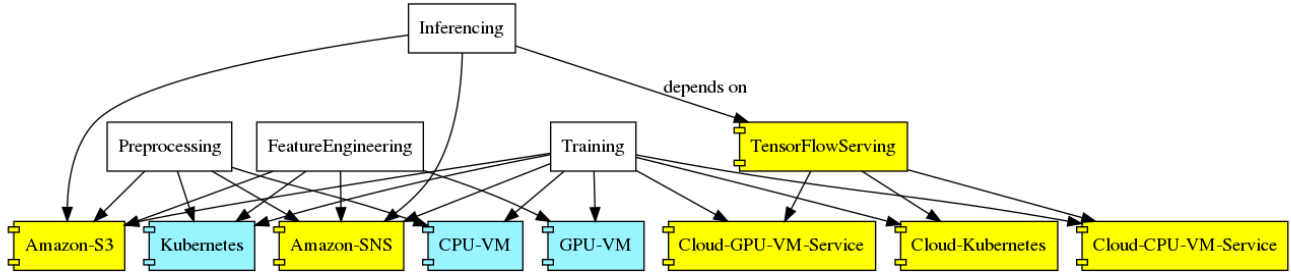 Inferencing
depends on
Preprocessing
FeatureEngineering
Training
TensorFlowServing
Amazon-S3
Kubernetes
Amazon-SNS
CPU-VM
GPU-VM
Cloud-GPU-VM-Service
Cloud-Kubernetes
Cloud-CPU-VM-Service